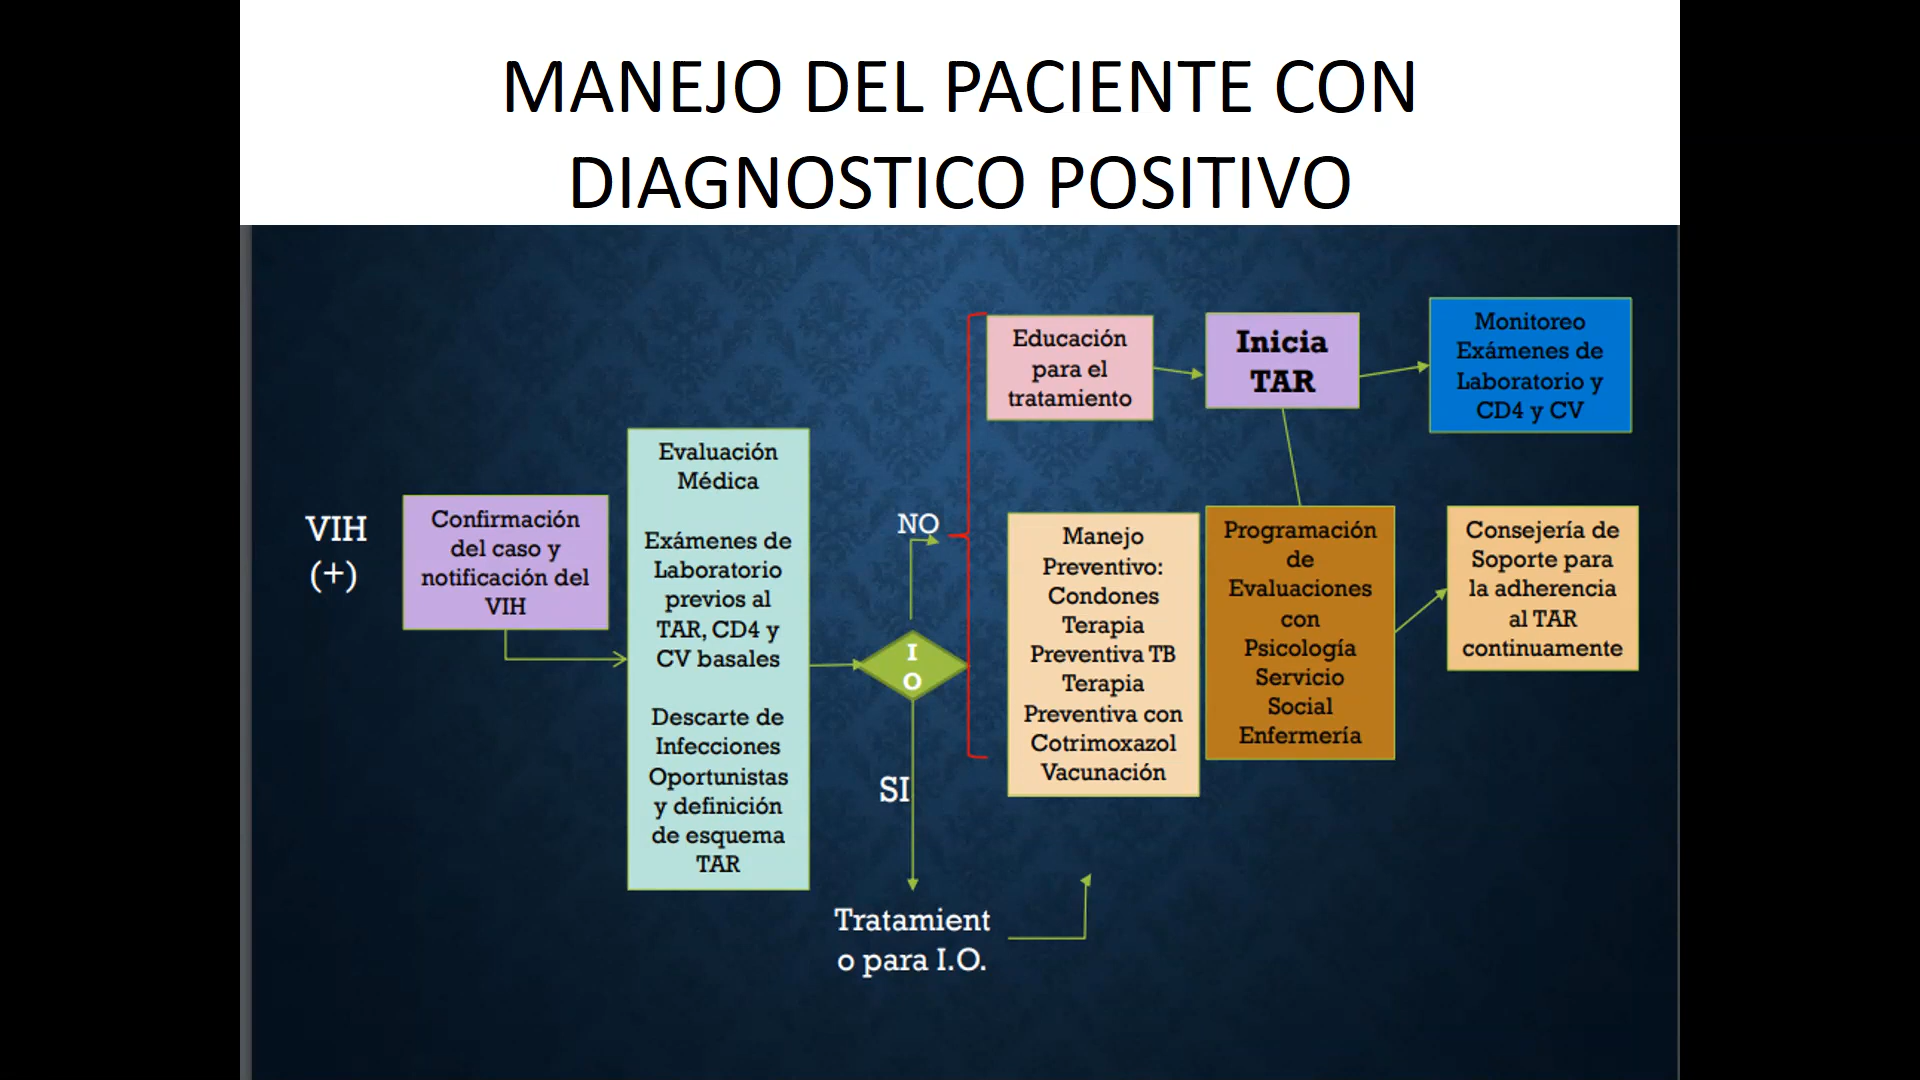 MANEJO DEL PACIENTE CON
DIAGNOSTICO POSITIVO
VIH
(+)
Confirmación
del caso y
notificación del
VIH
Evaluación
Médica
Exámenes de
Laboratorio
previos al
TAR, CD4 y
CV basales
Descarte de
Infecciones
Oportunistas
y definición
de esquema
TAR
I
O
NO
SI
Tratamient
o para I.O.
Educación
para el
tratamiento
Inicia
TAR
Monitoreo
Exámenes de
Laboratorio y
CD4 y CV
Manejo
Preventivo:
Condones
Terapia
Preventiva TB
Terapia
Preventiva con
Cotrimoxazol
Vacunación
Programación
de
Evaluaciones
con
Psicología
Servicio
Social
Enfermería
Consejería de
Soporte para
la adherencia
al TAR
continuamente